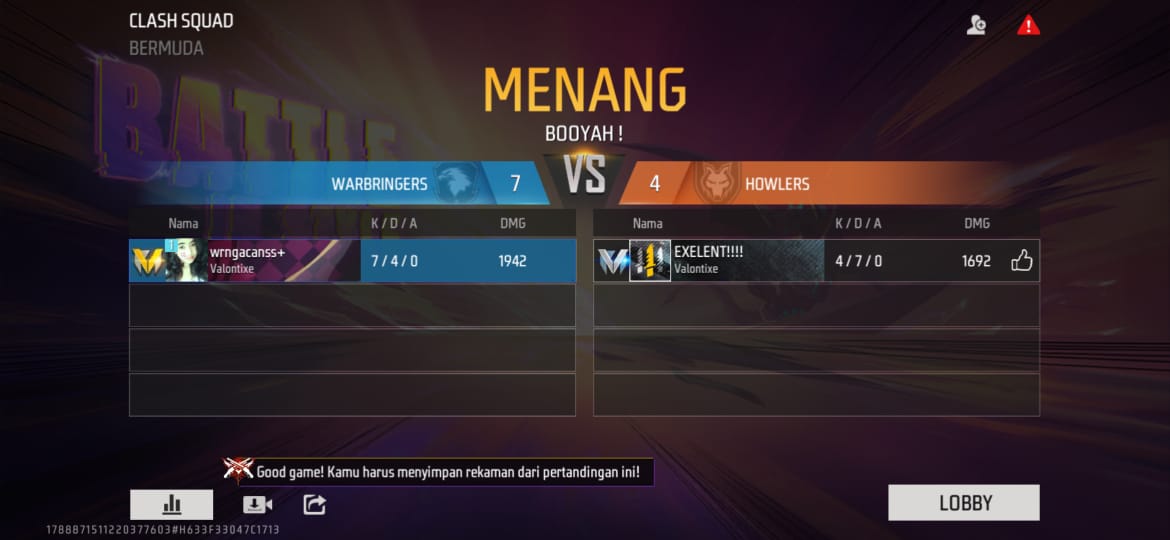 CLASH SQUAD
BERMUDA
BATTLE
MENANG
BOOYAH !
WARBRINGERS 7 VS 4 HOWLERS
Nama K / D / A DMG Nama K / D / A DMG
wrngacanss+ 7 / 4 / 0 1942 EXELENT!!!! 4 / 7 / 0 1692
Valontixe Valontixe
Good game! Kamu harus menyimpan rekaman dari pertandingan ini!
LOBBY
1788871511220377603#H633F33047C1713